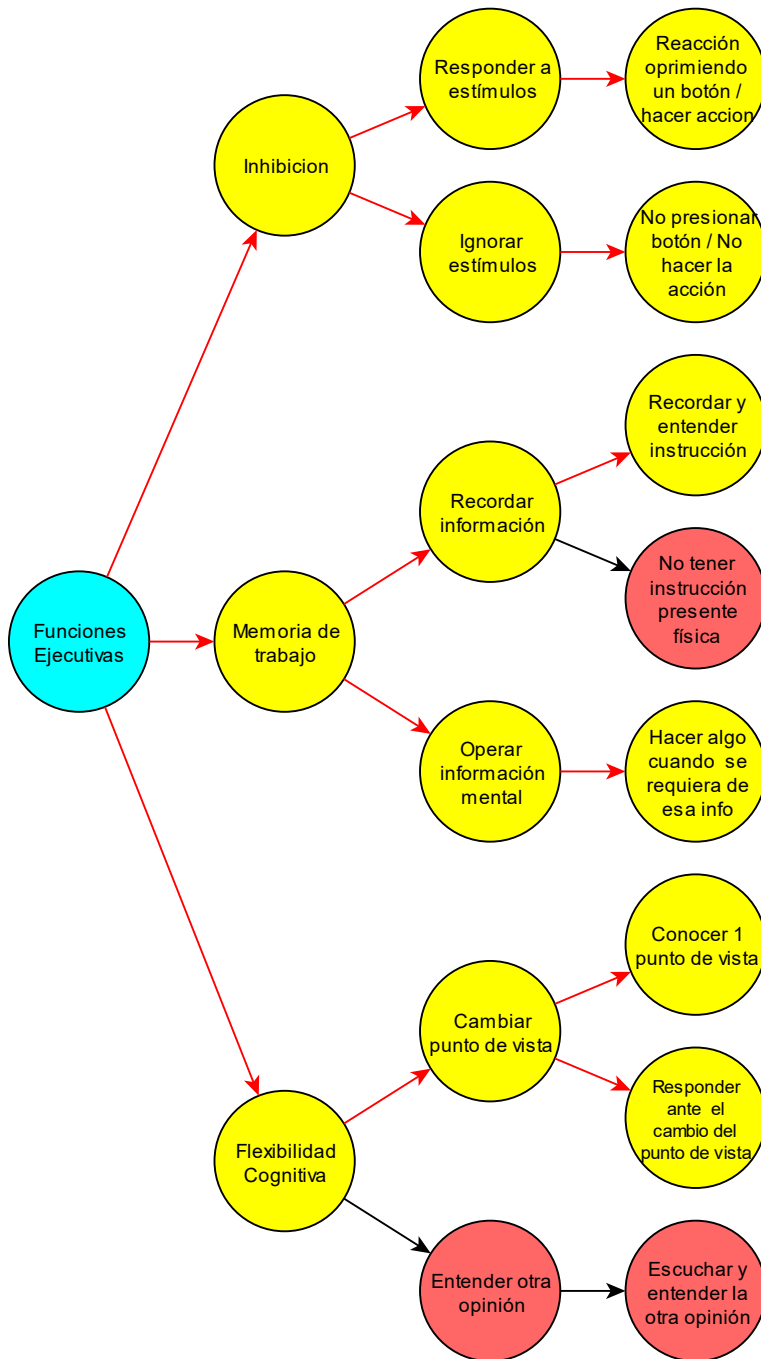 Responder a
estímulos
Reacción
oprimiendo
un botón /
hacer accion
Inhibicion
Ignorar
estímulos
No presionar
botón / No
hacer la
acción
Recordar y
entender
instrucción
Recordar
información
No tener
instrucción
presente
física
Funciones
Ejecutivas
Memoria de
trabajo
Operar
información
mental
Hacer algo
cuando se
requiera de
esa info
Conocer 1
punto de vista
Cambiar
punto de vista
Responder
ante el
cambio del
punto de vista
Flexibilidad
Cognitiva
Entender otra
opinión
Escuchar y
entender la
otra opinión